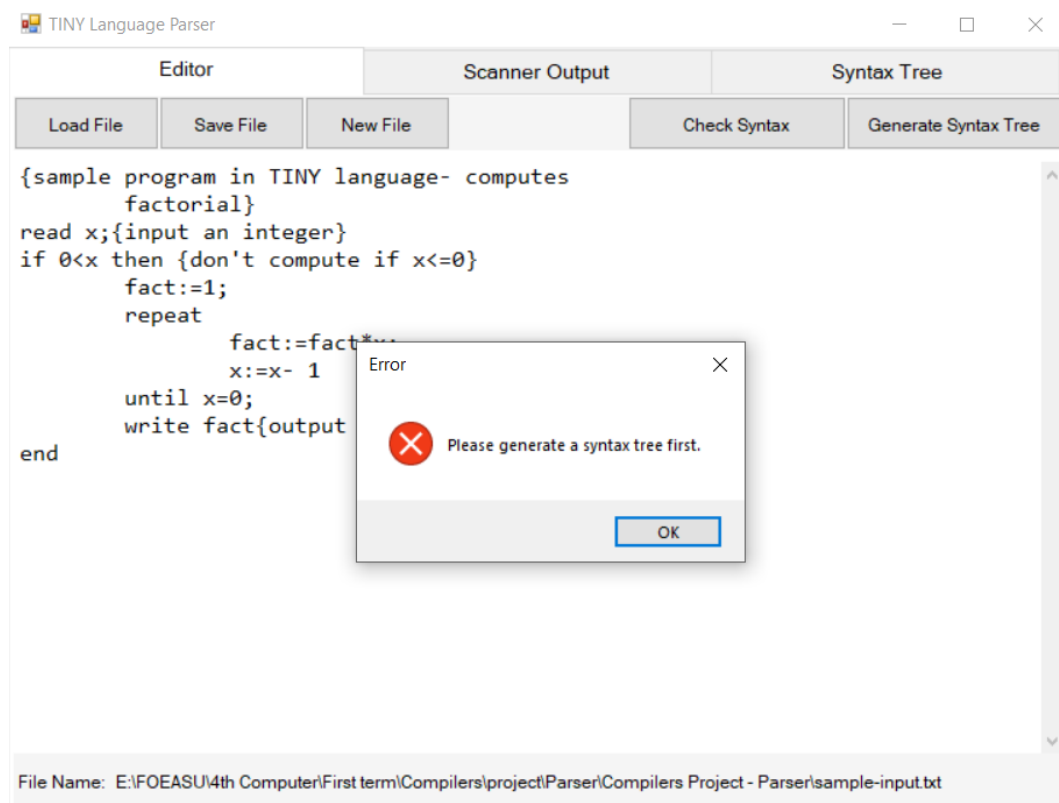 TINY Language Parser
Editor Scanner Output Syntax Tree
Load File Save File New File Check Syntax Generate Syntax Tree
{sample program in TINY language- computes
factorial}
read x;{input an integer}
if 0<x then {don't compute if x<=0}
fact:=1;
repeat
fact:=fact*x;
x:=x- 1
until x=0;
write fact{output
end
Error
Please generate a syntax tree first.
OK
File Name: E:\FOEASU\4th Computer\First term\Compilers\project\Parser\Compilers Project - Parser\sample-input.txt